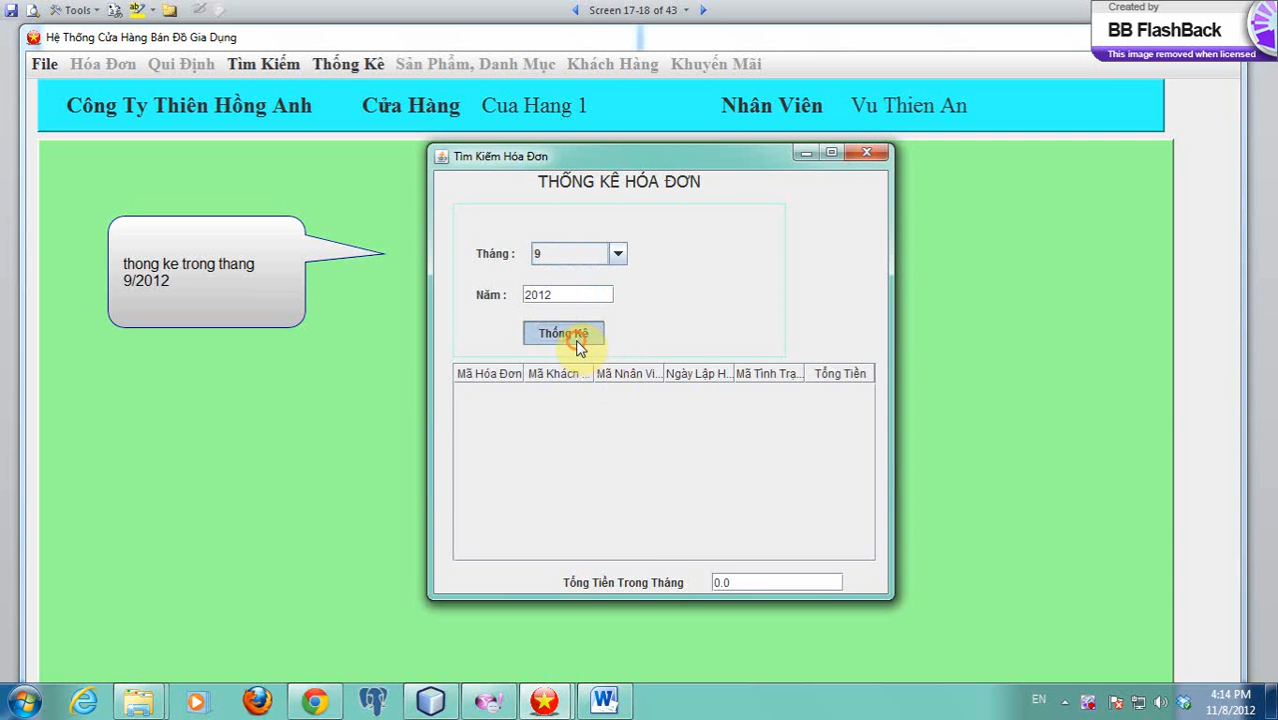 Tools
Screen 17-18 of 43
Created by
BB FlashBack
This image removed when licensed
Hệ Thống Cửa Hàng Bán Đồ Gia Dụng
File Hóa Đơn Qui Định Tìm Kiếm Thống Kê Sản Phẩm, Danh Mục Khách Hàng Khuyến Mãi
Công Ty Thiên Hồng Anh Cửa Hàng Cua Hang 1 Nhân Viên Vu Thien An
Tìm Kiếm Hóa Đơn
THỐNG KÊ HÓA ĐƠN
thong ke trong thang
9/2012
Tháng : 9
Năm : 2012
Thống Kê
Mã Hóa Đơn Mã Khách ... Mã Nnân Vi... Ngày Lập H... Mã Tình Trạ... Tổng Tiền
Tổng Tiền Trong Tháng 0.0
EN
4:14 PM
11/8/2012